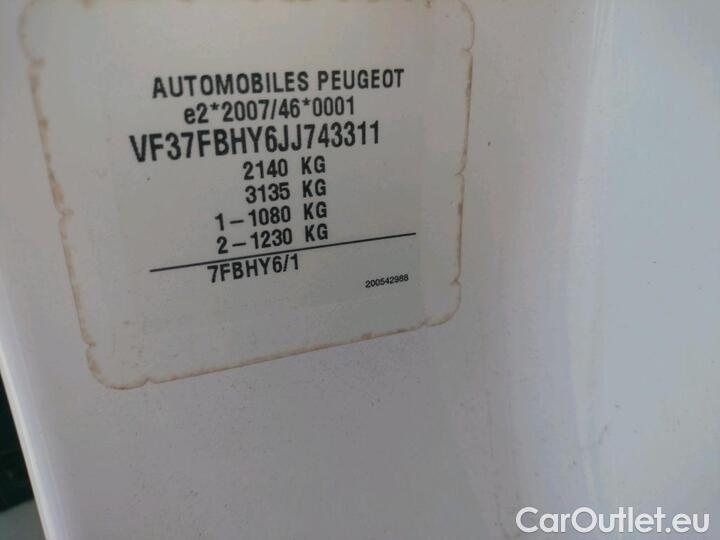 AUTOMOBILES PEUGEOT
e2*2007/46*0001
VF37FBHY6JJ743311
2140 KG
3135 KG
1-1080 KG
2-1230 KG
7FBHY6/1
200542988
CarOutlet.eu